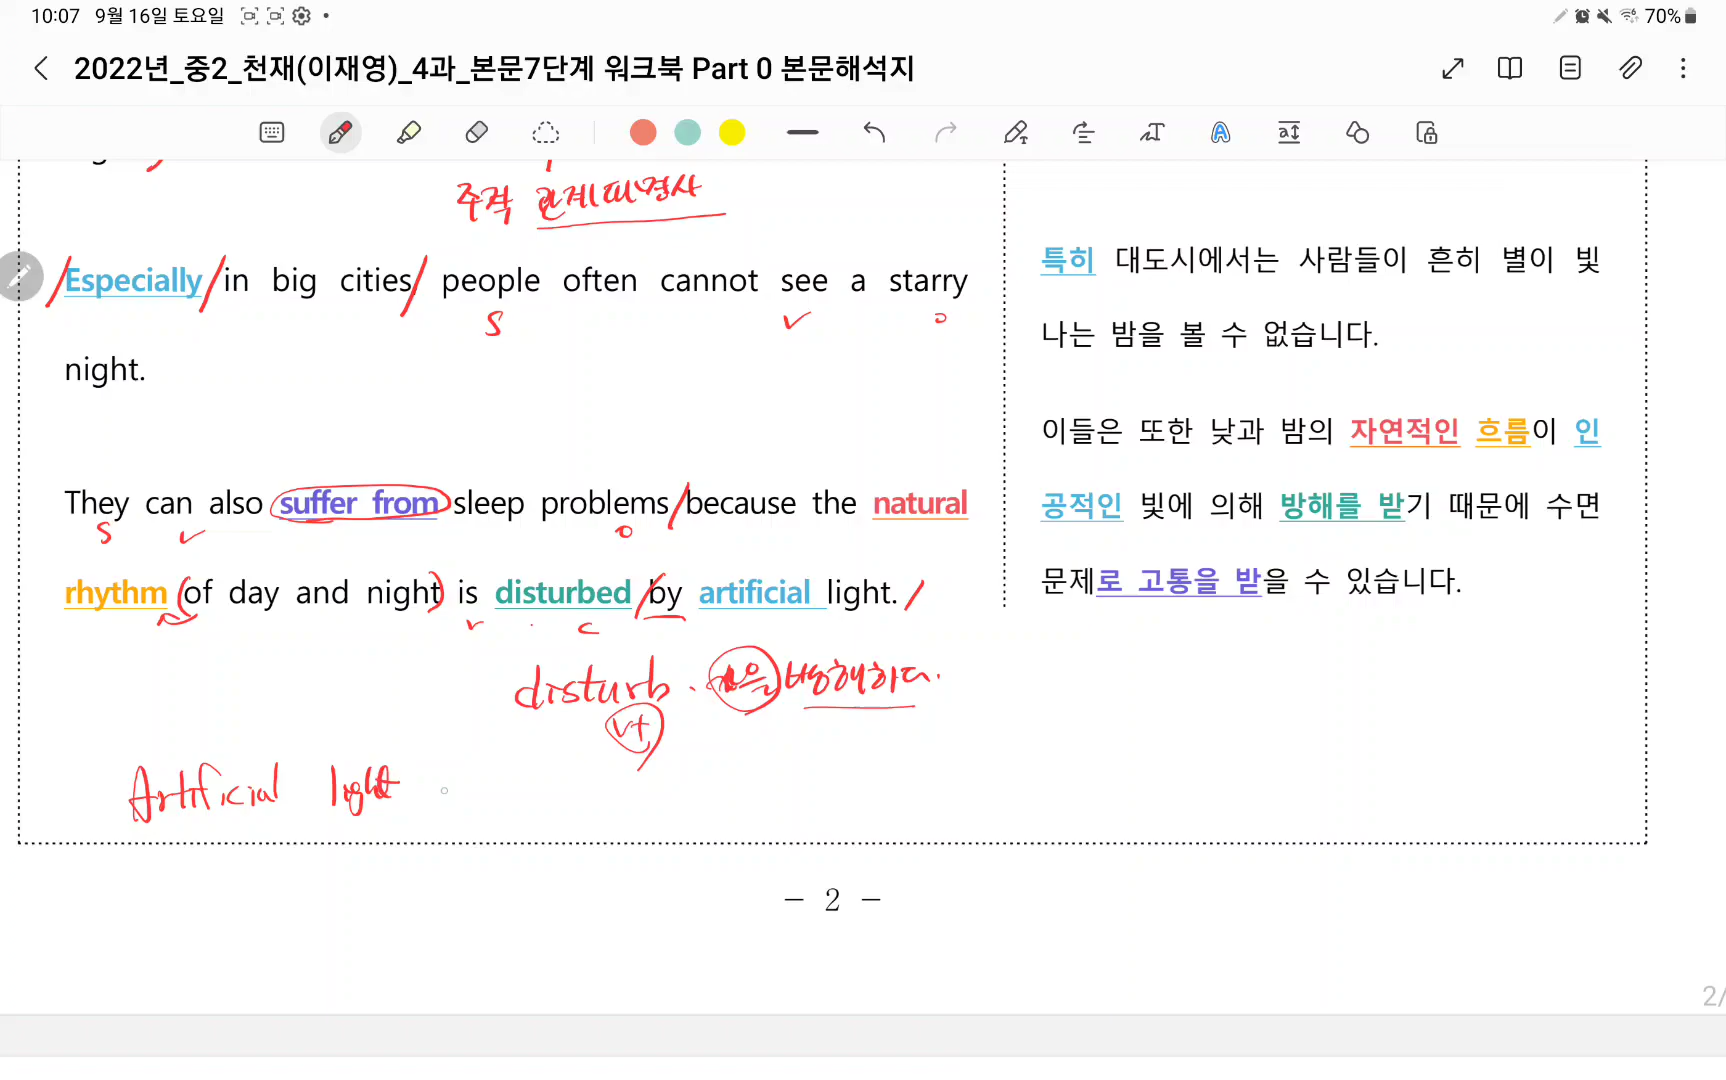 10:07 9월 16일 토요일 70%
2022년_중2_천재(이재영)_4과_본문7단계 워크북 Part 0 본문해석지
주격 관계대명사
Especially in big cities people often cannot see a starry
S V O
night.
They can also suffer from sleep problems because the natural
S V O
rhythm of day and night is disturbed by artificial light.
V C
disturb. ~을 방해하다.
vt
Artificial light
특히 대도시에서는 사람들이 흔히 별이 빛
나는 밤을 볼 수 없습니다.
이들은 또한 낮과 밤의 자연적인 흐름이 인
공적인 빛에 의해 방해를 받기 때문에 수면
문제로 고통을 받을 수 있습니다.
- 2 -
2/